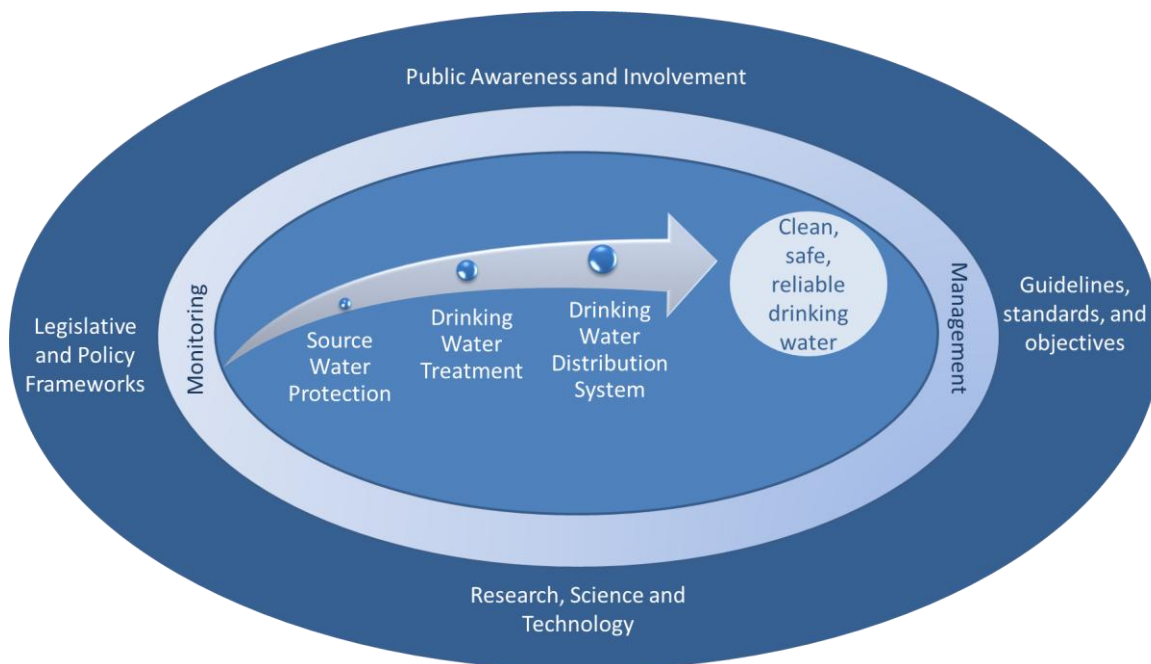 Public Awareness and Involvement
Legislative
and Policy
Frameworks
Monitoring
Source
Water
Protection
Drinking
Water
Treatment
Drinking
Water
Distribution
System
Clean,
safe,
reliable
drinking
water
Management
Guidelines,
standards, and
objectives
Research, Science and
Technology